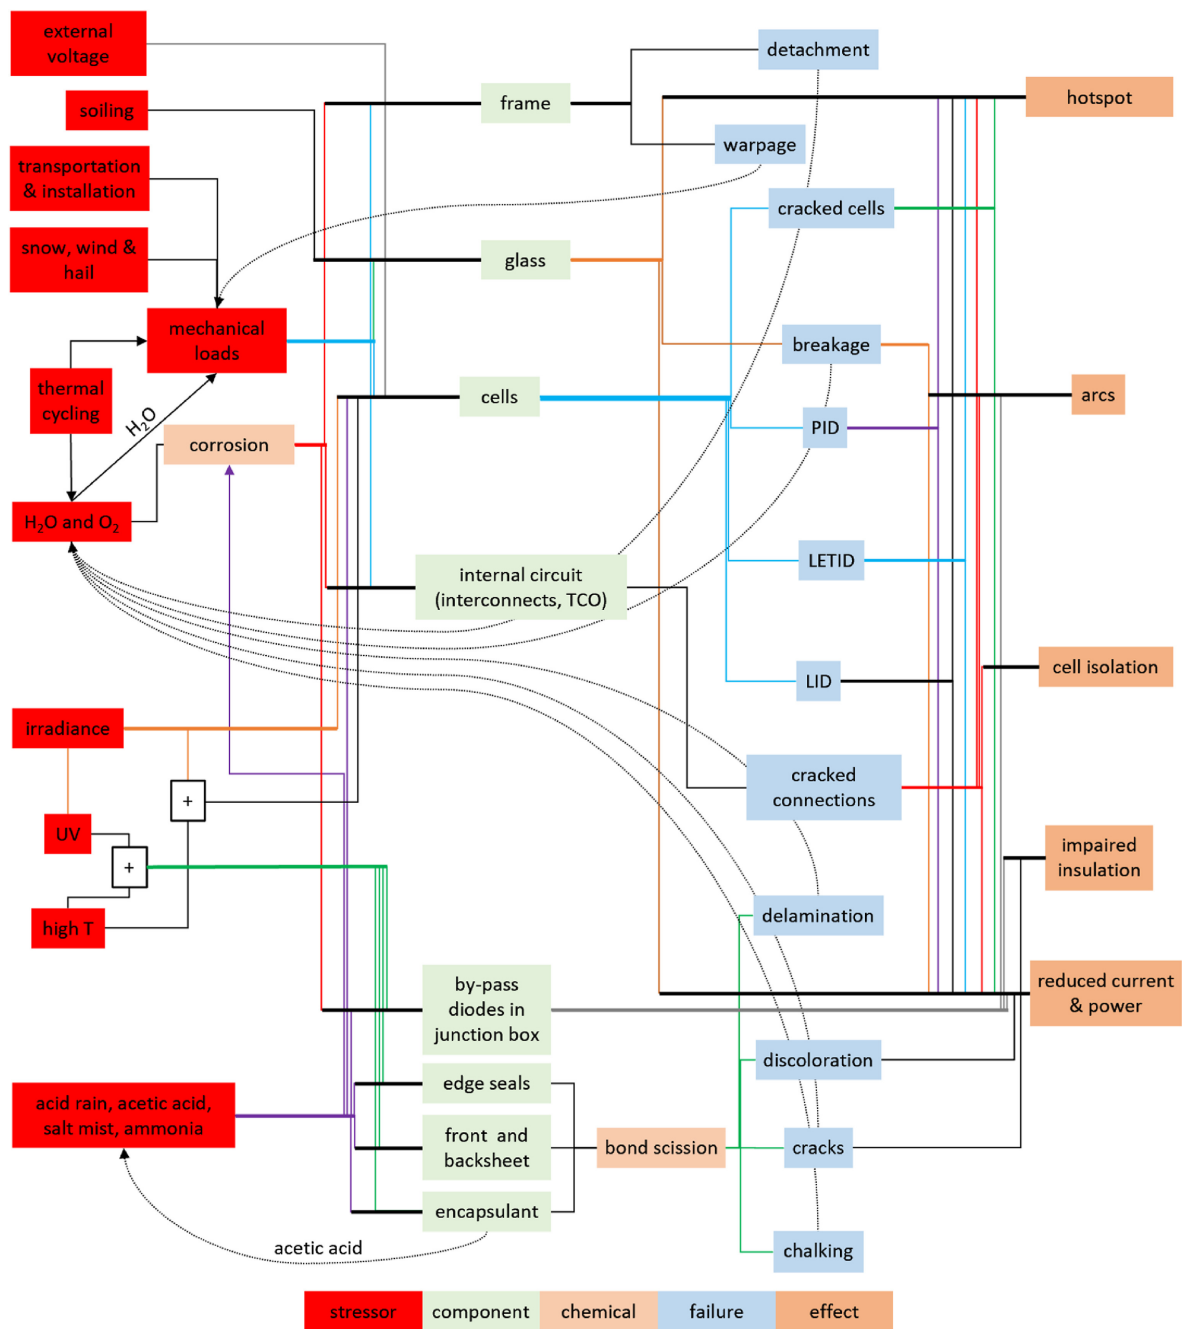 external
voltage
soiling
transportation
& installation
snow, wind &
hail
mechanical
loads
thermal
cycling
H₂O
corrosion
H₂O and O₂
irradiance
+
UV
+
high T
acid rain, acetic acid,
salt mist, ammonia
acetic acid
frame
glass
cells
internal circuit
(interconnects, TCO)
by-pass
diodes in
junction box
edge seals
front and
backsheet
encapsulant
bond scission
detachment
warpage
cracked cells
breakage
PID
LETID
LID
cracked
connections
delamination
discoloration
cracks
chalking
hotspot
arcs
cell isolation
impaired
insulation
reduced current
& power
stressor
component
chemical
failure
effect